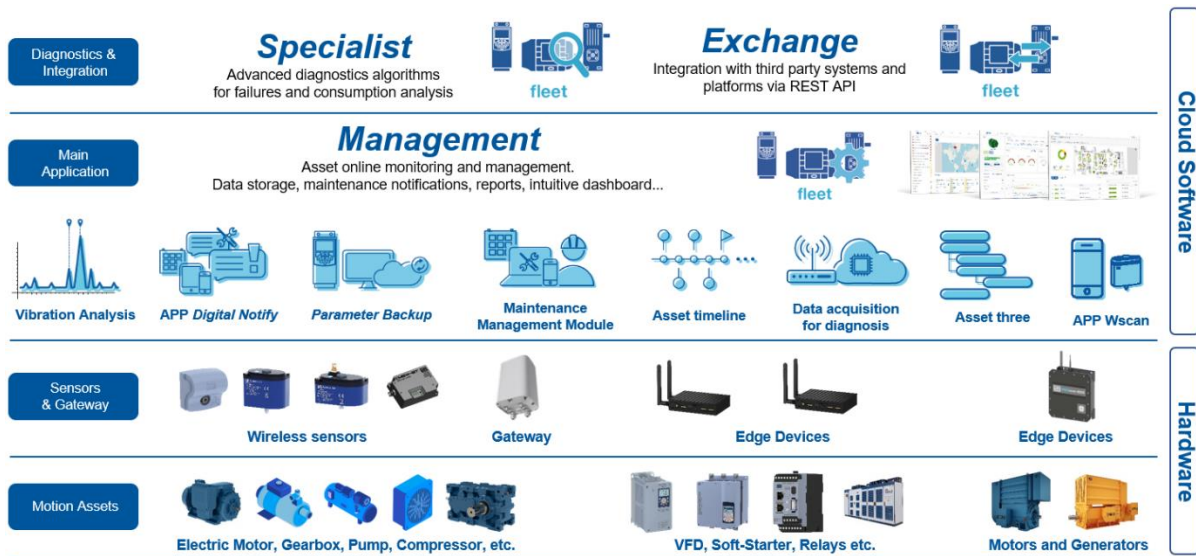 Diagnostics &
Integration
Specialist
Advanced diagnostics algorithms
for failures and consumption analysis
fleet
Exchange
Integration with third party systems and
platforms via REST API
fleet
Cloud Software
Main
Application
Management
Asset online monitoring and management.
Data storage, maintenance notifications, reports, intuitive dashboard...
fleet
Vibration Analysis
APP Digital Notify
Parameter Backup
Maintenance
Management Module
Asset timeline
Data acquisition
for diagnosis
Asset three
APP Wscan
Sensors
& Gateway
Wireless sensors
Gateway
Edge Devices
Edge Devices
Hardware
Motion Assets
Electric Motor, Gearbox, Pump, Compressor, etc.
VFD, Soft-Starter, Relays etc.
Motors and Generators